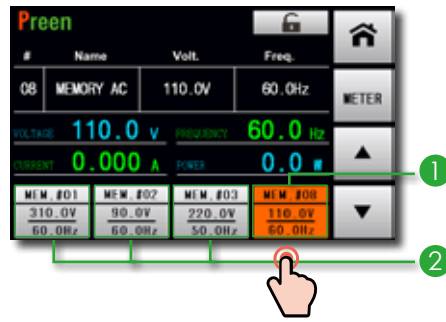 Preen
# Name Volt. Freq.
08 MEMORY AC 110.0V 60.0Hz
METER
VOLTAGE 110.0 V FREQUENCY 60.0 Hz
CURRENT 0.000 A POWER 0.0 W
MEM. #01 MEM. #02 MEM. #03 MEM. #08
310.0V 90.0V 220.0V 110.0V
60.0Hz 60.0Hz 50.0Hz 60.0Hz
1
2